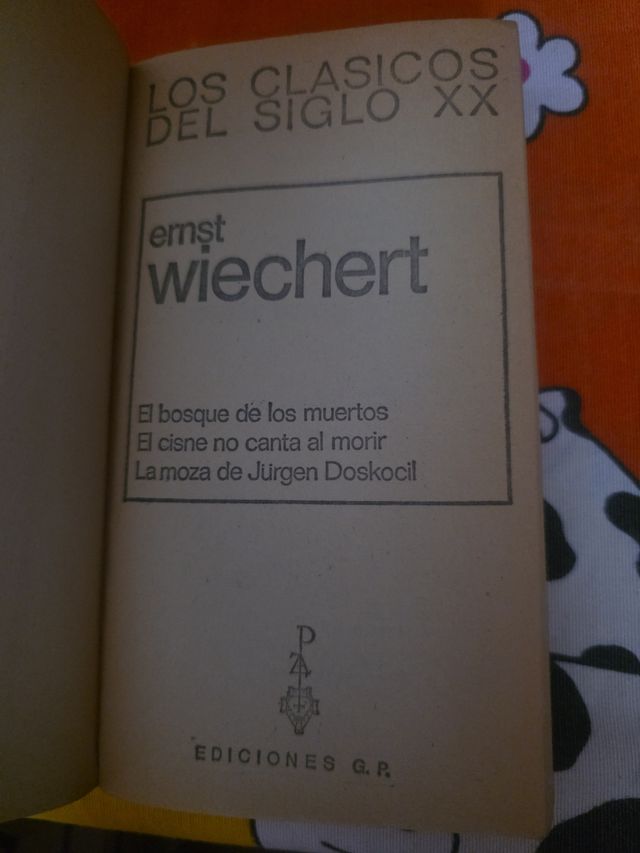 LOS CLASICOS
DEL SIGLO XX
ernst
wiechert
El bosque de los muertos
El cisne no canta al morir
La moza de Jürgen Doskocil
P
Z
EDICIONES G.P.